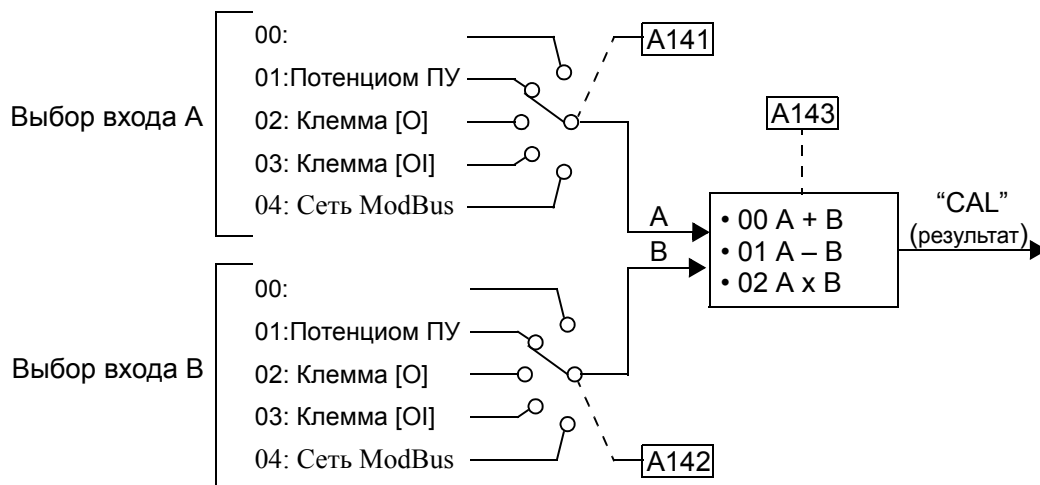 00:
A141
01:Потенциом ПУ
Выбор входа А
02: Клемма [O]
A143
03: Клемма [OI]
04: Сеть ModBus
A
B
• 00 A + B
• 01 A – B
• 02 A x B
“CAL”
(результат)
00:
01:Потенциом ПУ
Выбор входа В
02: Клемма [O]
03: Клемма [OI]
04: Сеть ModBus
A142